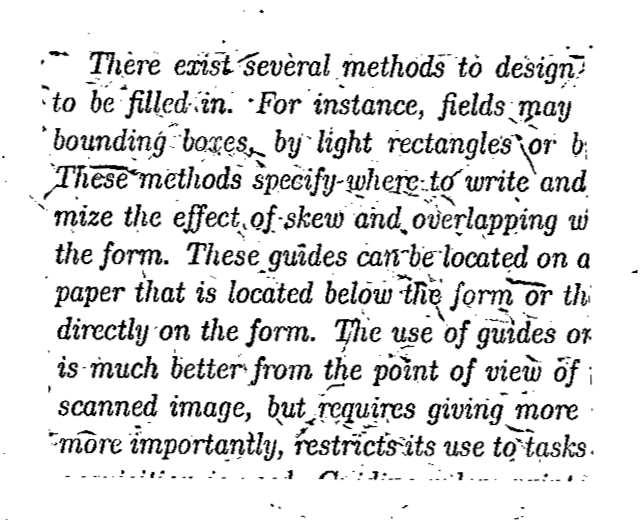 There exist several methods to design
to be filled in. For instance, fields may
bounding boxes, by light rectangles or b
These methods specify where to write and
mize the effect of skew and overlapping w
the form. These guides can be located on a
paper that is located below the form or th
directly on the form. The use of guides or
is much better from the point of view of
scanned image, but requires giving more
more importantly, restricts its use to tasks